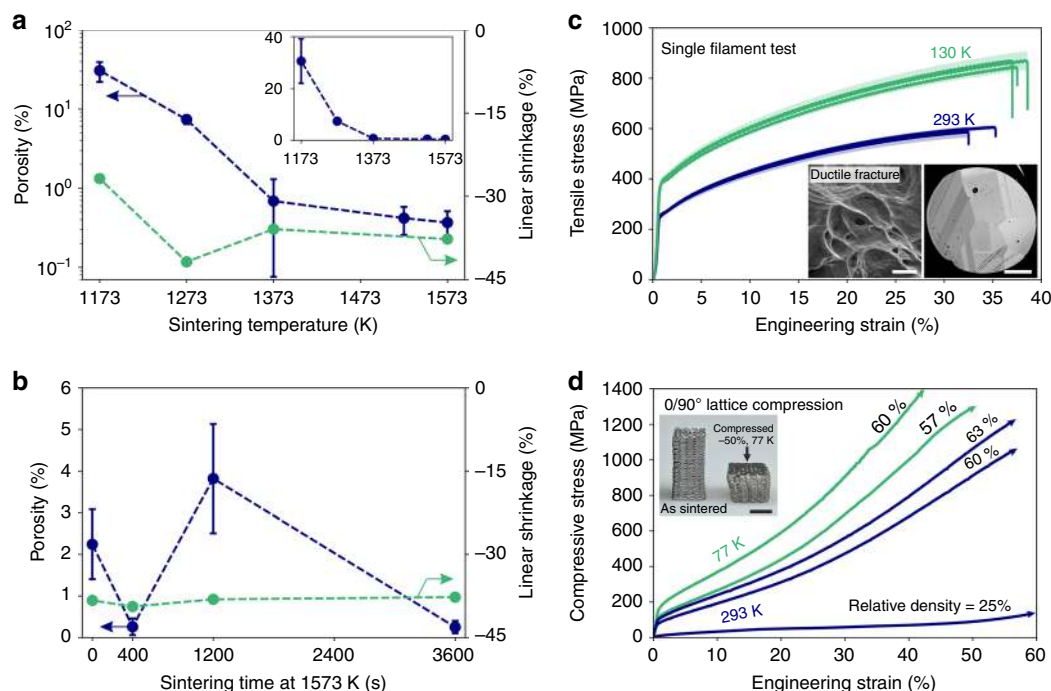 a
10²
10¹
10⁰
10⁻¹
Porosity (%)
40
20
0
1173
1373
1573
0
−15
−30
−45
Linear shrinkage (%)
1173
1273
1373
1473
1573
Sintering temperature (K)
b
6
5
4
3
2
1
0
Porosity (%)
0
−15
−30
−45
Linear shrinkage (%)
0
400
1200
2400
3600
Sintering time at 1573 K (s)
c
1000
800
600
400
200
0
Tensile stress (MPa)
Single filament test
130 K
293 K
Ductile fracture
0
5
10
15
20
25
30
35
40
Engineering strain (%)
d
1400
1200
1000
800
600
400
200
0
Compressive stress (MPa)
0/90° lattice compression
Compressed
−50%, 77 K
As sintered
60 %
57 %
63 %
60 %
77 K
293 K
Relative density = 25%
0
10
20
30
40
50
60
Engineering strain (%)